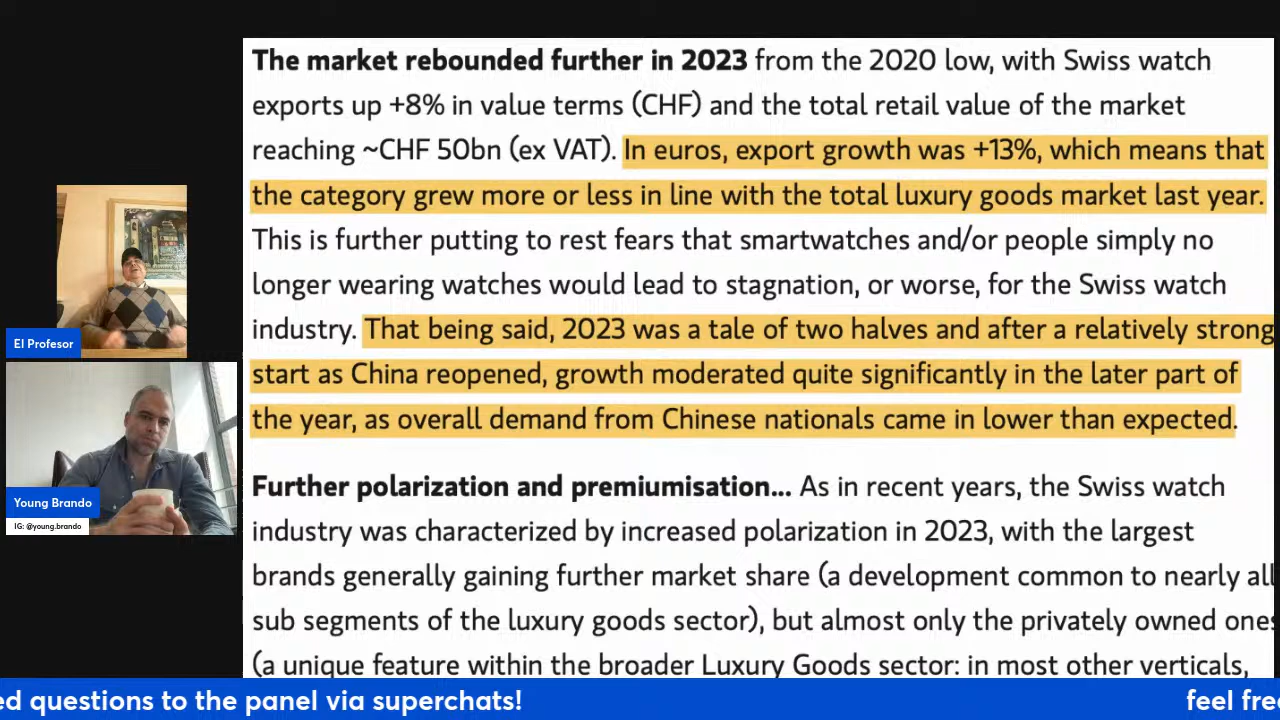 The market rebounded further in 2023 from the 2020 low, with Swiss watch
exports up +8% in value terms (CHF) and the total retail value of the market
reaching ~CHF 50bn (ex VAT). In euros, export growth was +13%, which means that
the category grew more or less in line with the total luxury goods market last year.
This is further putting to rest fears that smartwatches and/or people simply no
longer wearing watches would lead to stagnation, or worse, for the Swiss watch
industry. That being said, 2023 was a tale of two halves and after a relatively strong
start as China reopened, growth moderated quite significantly in the later part of
the year, as overall demand from Chinese nationals came in lower than expected.
Further polarization and premiumisation... As in recent years, the Swiss watch
industry was characterized by increased polarization in 2023, with the largest
brands generally gaining further market share (a development common to nearly all
sub segments of the luxury goods sector), but almost only the privately owned ones
(a unique feature within the broader Luxury Goods sector: in most other verticals,
El Profesor
Young Brando
IG: @young.brando
ed questions to the panel via superchats!
feel free